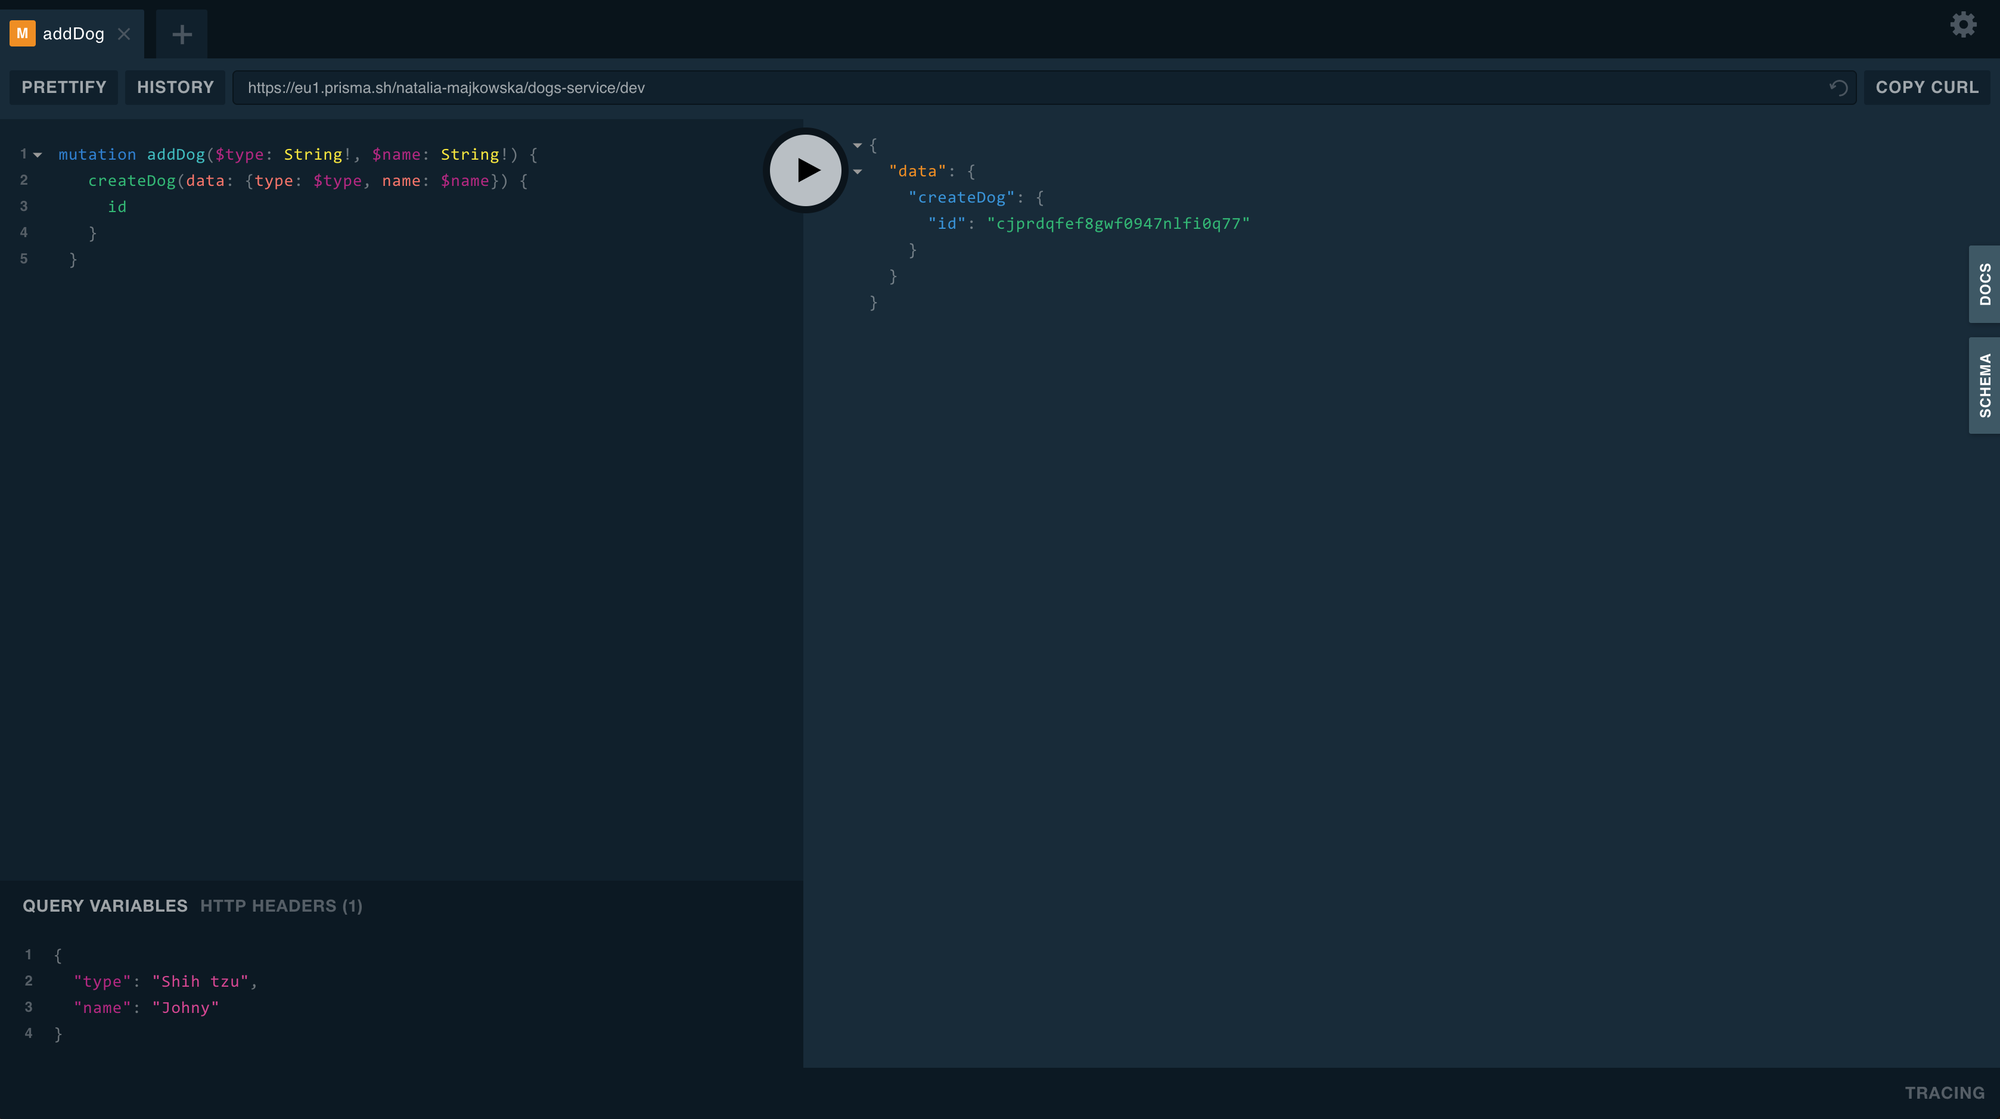 M addDog
PRETTIFY HISTORY https://eu1.prisma.sh/natalia-majkowska/dogs-service/dev COPY CURL
1 mutation addDog($type: String!, $name: String!) {
2 createDog(data: {type: $type, name: $name}) {
3 id
4 }
5 }
{
"data": {
"createDog": {
"id": "cjprdqfef8gwf0947nlfi0q77"
}
}
}
DOCS
SCHEMA
QUERY VARIABLES HTTP HEADERS (1)
1 {
2 "type": "Shih tzu",
3 "name": "Johny"
4 }
TRACING